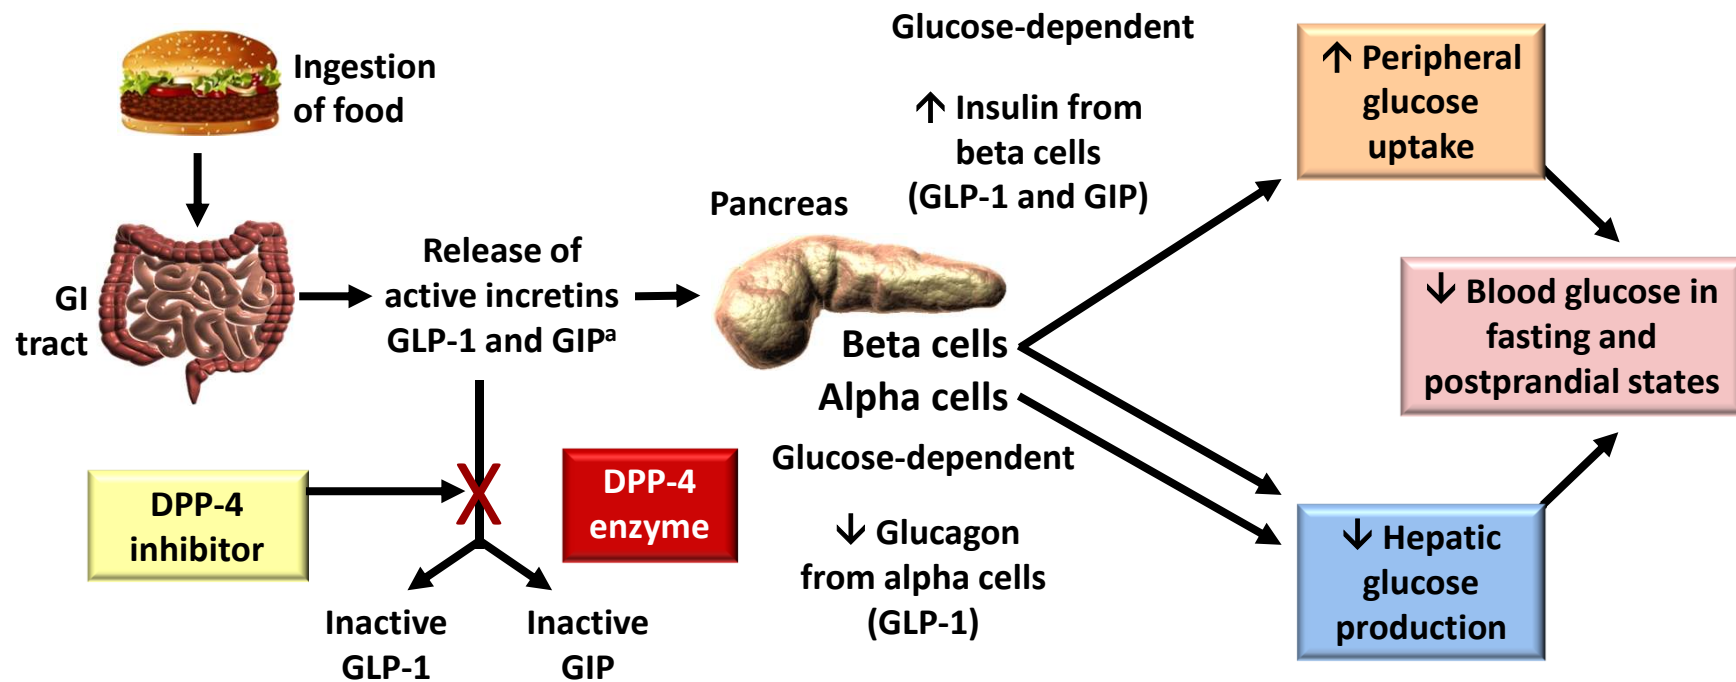 Ingestion
of food
GI
tract
Release of
active incretins
GLP-1 and GIPᵃ
DPP-4
inhibitor
X
DPP-4
enzyme
Inactive
GLP-1
Inactive
GIP
Pancreas
Glucose-dependent
↑ Insulin from
beta cells
(GLP-1 and GIP)
Beta cells
Alpha cells
Glucose-dependent
↓ Glucagon
from alpha cells
(GLP-1)
↑ Peripheral
glucose
uptake
↓ Blood glucose in
fasting and
postprandial states
↓ Hepatic
glucose
production